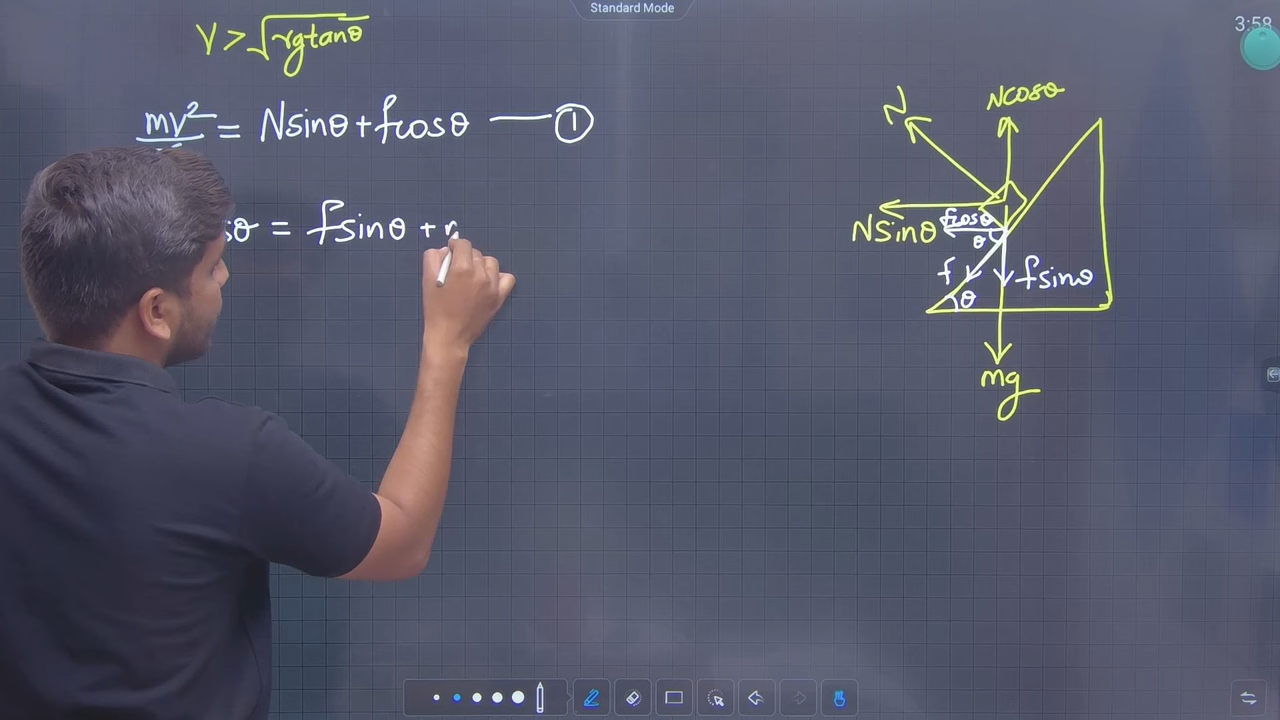 Standard Mode
3:58
V > √rgtanθ
mv² = Nsinθ + fcosθ —— ①
sθ = fsinθ +
N
Ncosθ
Nsinθ
fcosθ
θ
f
fsinθ
θ
mg